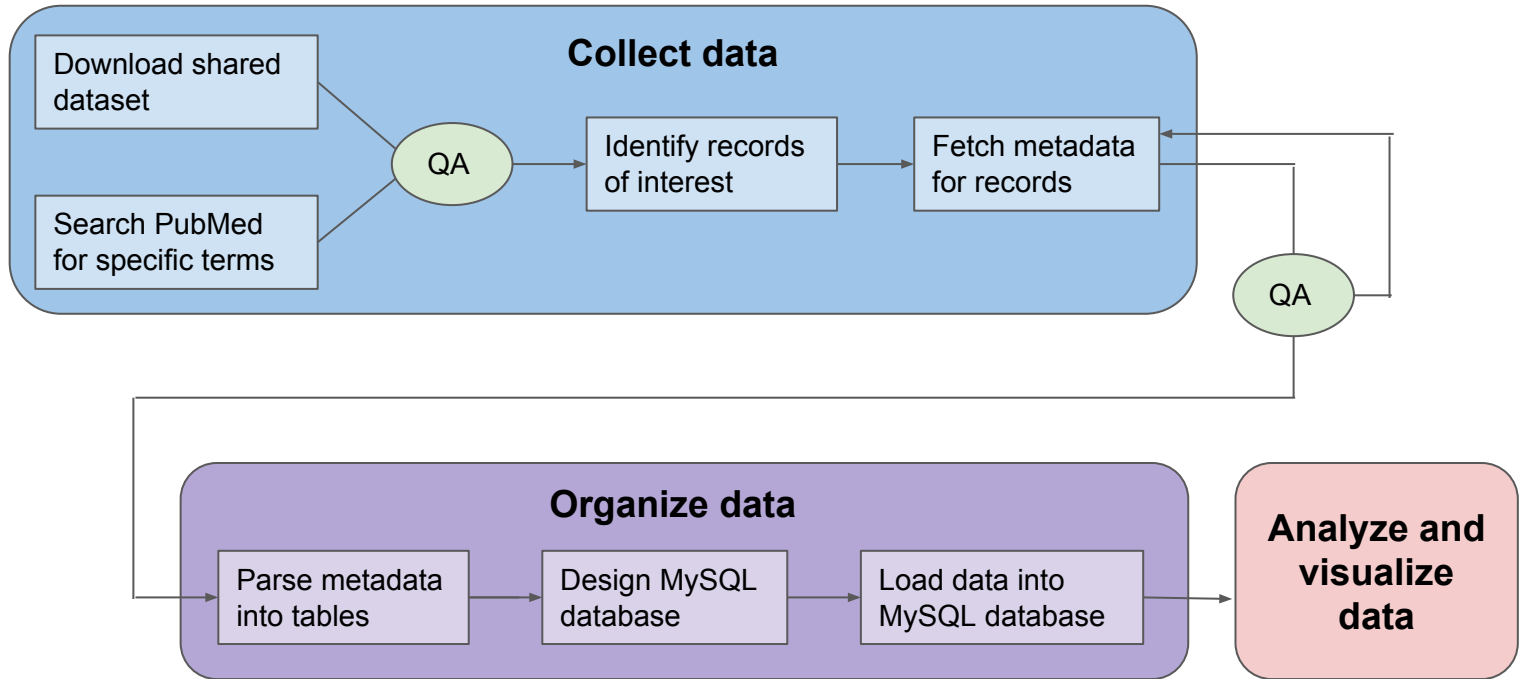 Collect data
Download shared
dataset
Search PubMed
for specific terms
QA
Identify records
of interest
Fetch metadata
for records
QA
Organize data
Parse metadata
into tables
Design MySQL
database
Load data into
MySQL database
Analyze and
visualize
data